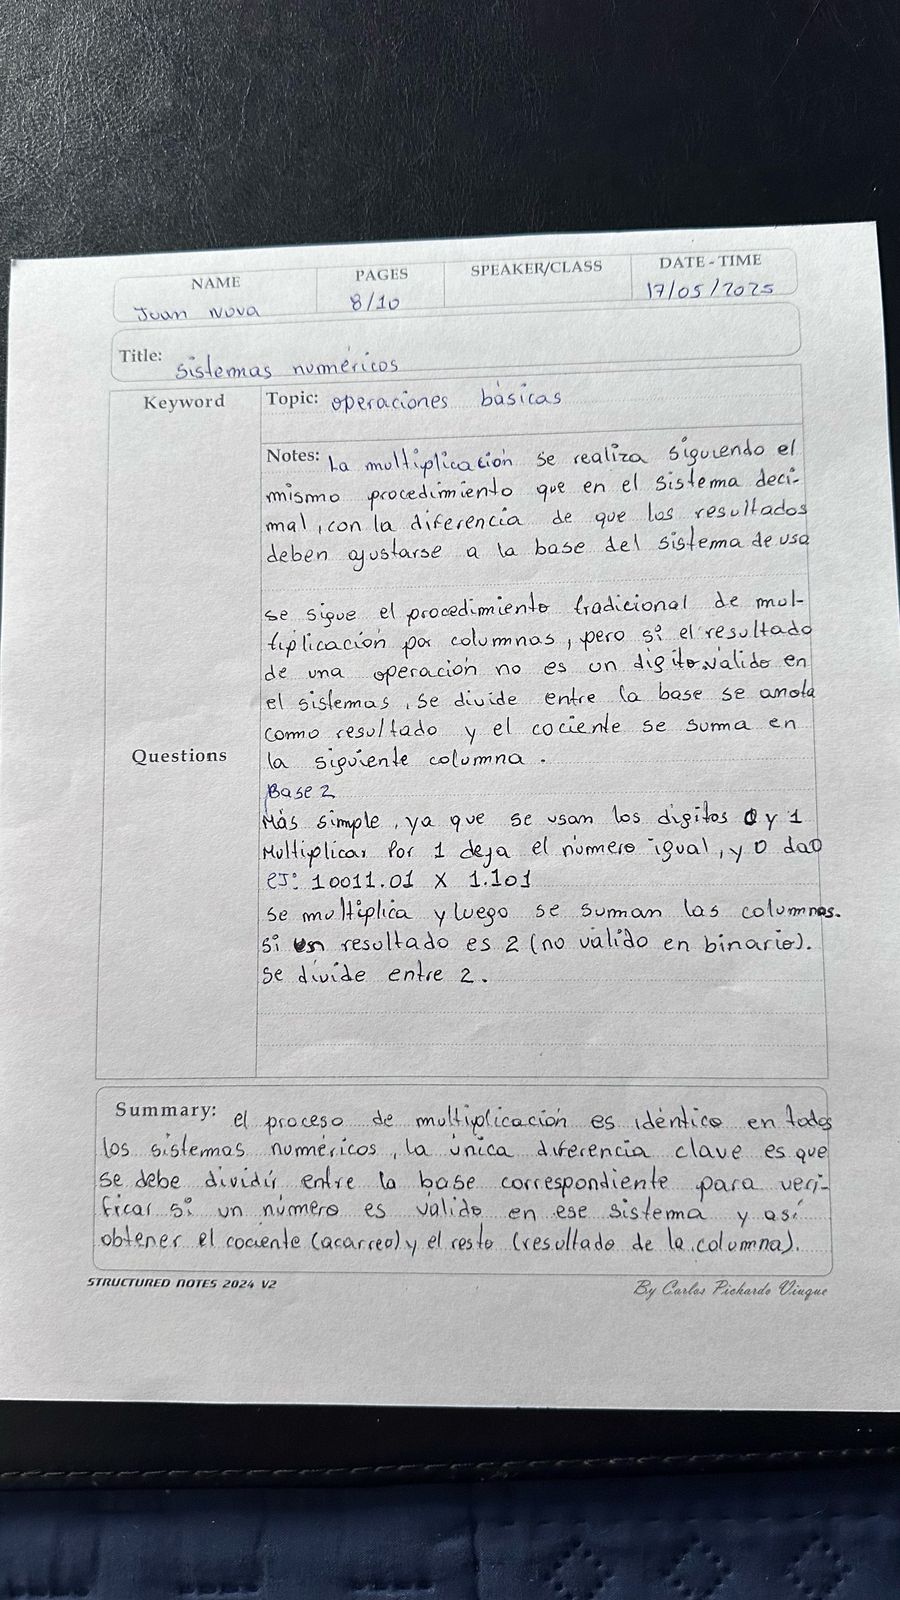 NAME PAGES SPEAKER/CLASS DATE - TIME
Juan Nova 8/10 17/05/2025
Title: sistemas numéricos
Keyword Topic: operaciones básicas
Notes: La multiplicación se realiza siguiendo el
mismo procedimiento que en el sistema deci-
mal, con la diferencia de que los resultados
deben ajustarse a la base del sistema de uso
se sigue el procedimiento tradicional de mul-
tiplicación por columnas, pero si el resultado
de una operación no es un digito valido en
el sistemas, se divide entre la base se anota
como resultado y el cociente se suma en
Questions la siguiente columna.
Base 2
Más simple, ya que se usan los digitos 0 y 1
Multiplicar Por 1 deja el número igual, y 0 da 0
ej: 10011.01 X 1.101
se multiplica y luego se suman las columnas.
si un resultado es 2 (no valido en binario).
se divide entre 2.
Summary: el proceso de multiplicación es idéntico en todos
los sistemas numéricos, la única diferencia clave es que
se debe dividir entre la base correspondiente para veri-
ficar si un número es válido en ese sistema y así
obtener el cociente (acarreo) y el resto (resultado de la columna).
STRUCTURED NOTES 2024 V2 By Carlos Pichardo Viuque